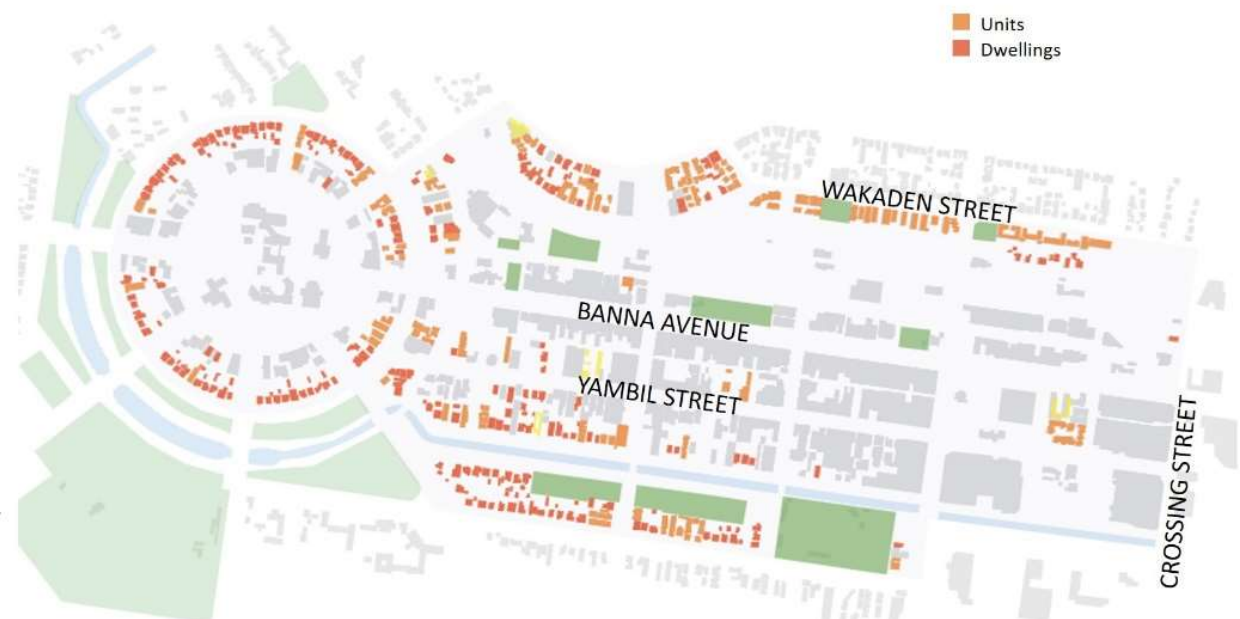 Units
Dwellings
WAKADEN STREET
BANNA AVENUE
YAMBIL STREET
CROSSING STREET